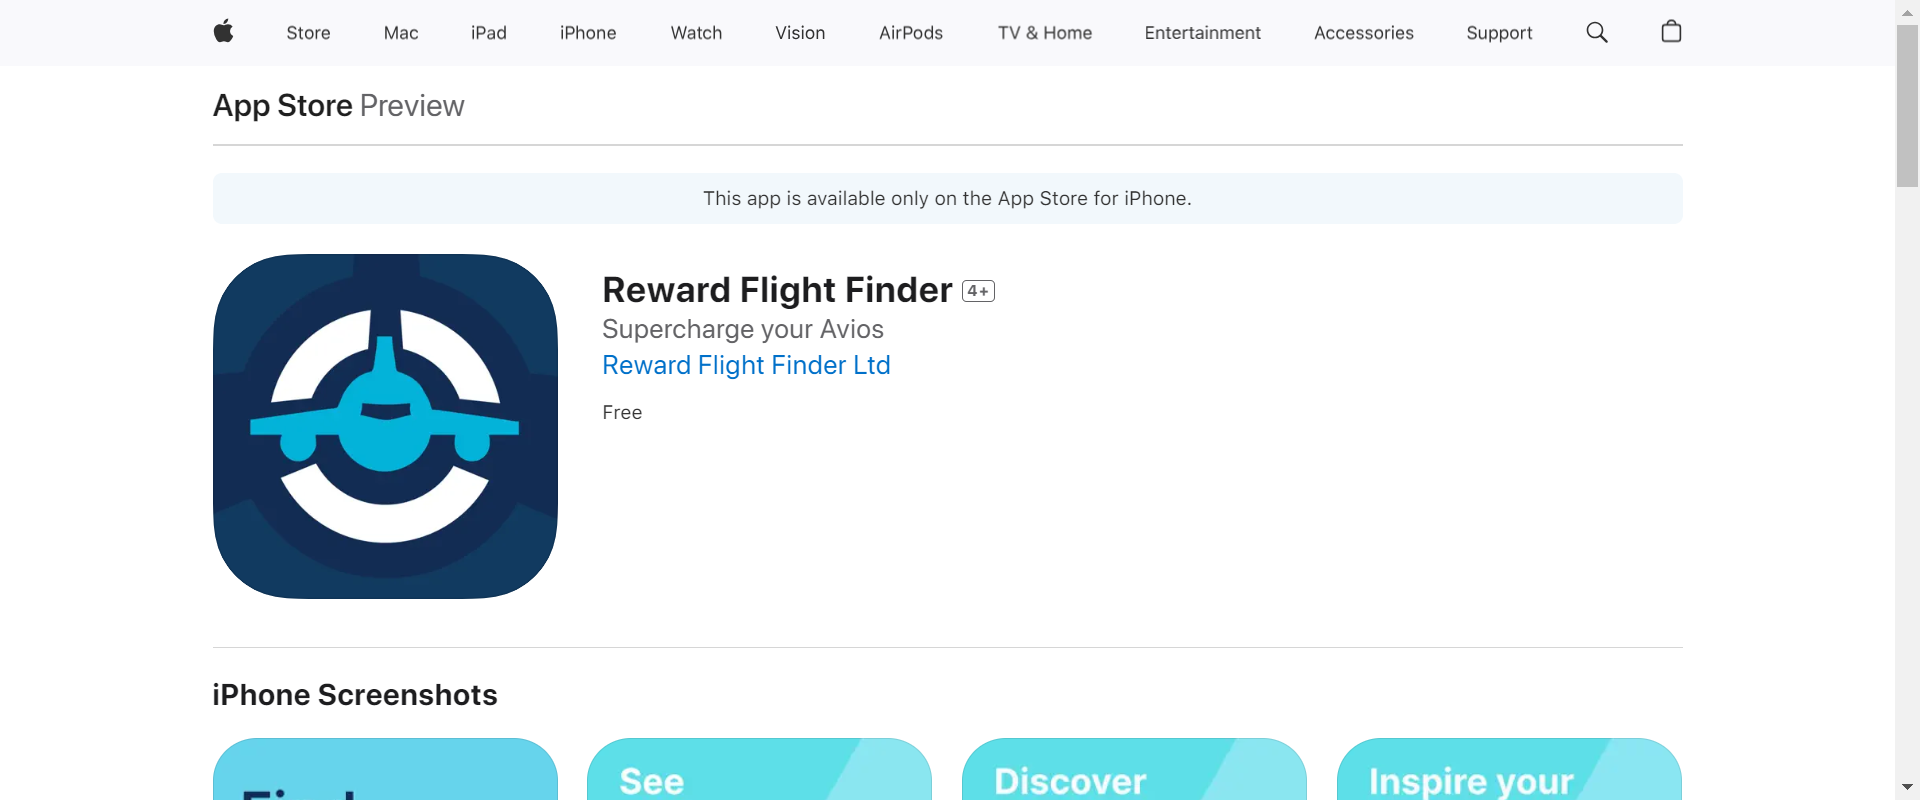 Store Mac iPad iPhone Watch Vision AirPods TV & Home Entertainment Accessories Support
App Store Preview
This app is available only on the App Store for iPhone.
Reward Flight Finder 4+
Supercharge your Avios
Reward Flight Finder Ltd
Free
iPhone Screenshots
See
Discover
Inspire your